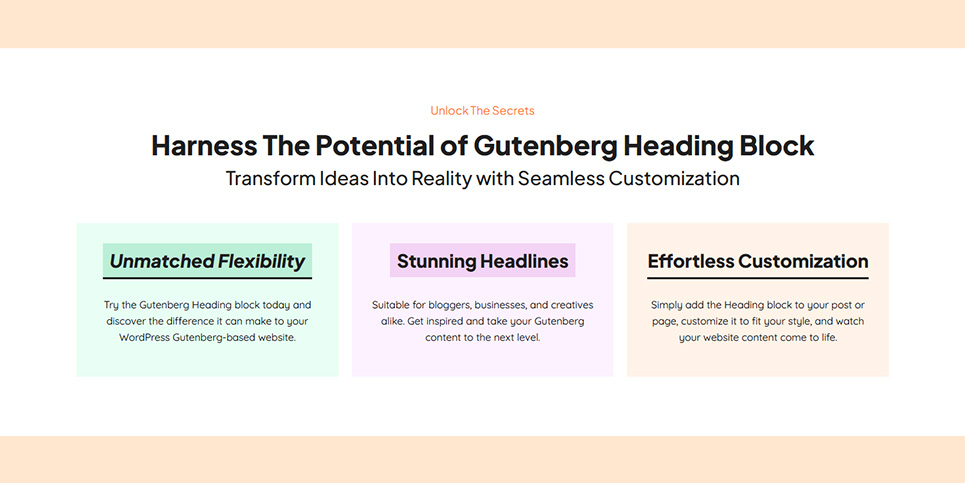 Unlock The Secrets
Harness The Potential of Gutenberg Heading Block
Transform Ideas Into Reality with Seamless Customization
Unmatched Flexibility
Try the Gutenberg Heading block today and
discover the difference it can make to your
WordPress Gutenberg-based website.
Stunning Headlines
Suitable for bloggers, businesses, and creatives
alike. Get inspired and take your Gutenberg
content to the next level.
Effortless Customization
Simply add the Heading block to your post or
page, customize it to fit your style, and watch
your website content come to life.